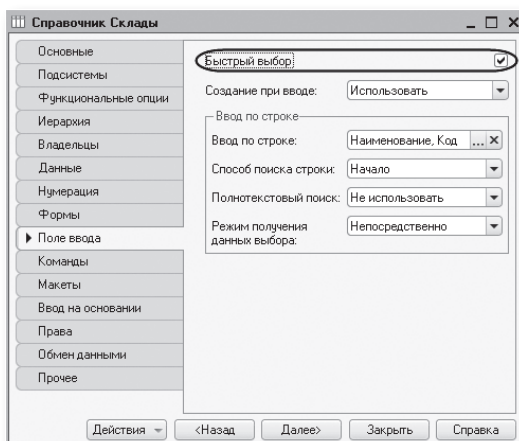 Справочник Склады
Основные
Подсистемы
Функциональные опции
Иерархия
Владельцы
Данные
Нумерация
Формы
Поле ввода
Команды
Макеты
Ввод на основании
Права
Обмен данными
Прочее
Быстрый выбор
Создание при вводе: Использовать
Ввод по строке
Ввод по строке: Наименование, Код ...
Способ поиска строки: Начало
Полнотекстовый поиск: Не использовать
Режим получения Непосредственно
данных выбора:
Действия <Назад Далее> Закрыть Справка